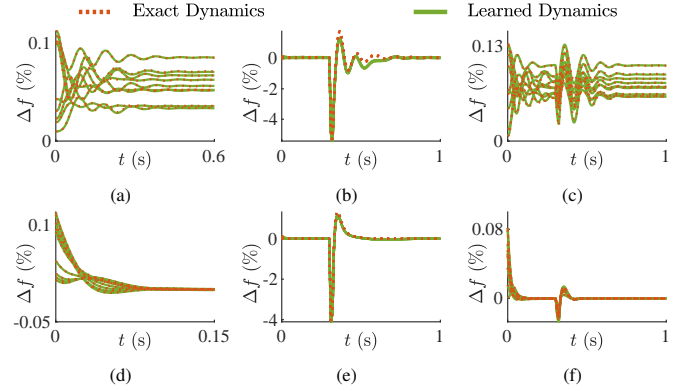 Exact Dynamics Learned Dynamics
Δf (%) 0.1 0 0 0.6 t (s)
Δf (%) 0 -2 -4 0 1 t (s)
Δf (%) 0.13 0 0 1 t (s)
(a) (b) (c)
Δf (%) 0.1 -0.05 0 0.15 t (s)
Δf (%) 0 -2 -4 0 1 t (s)
Δf (%) 0.08 0 0 1 t (s)
(d) (e) (f)